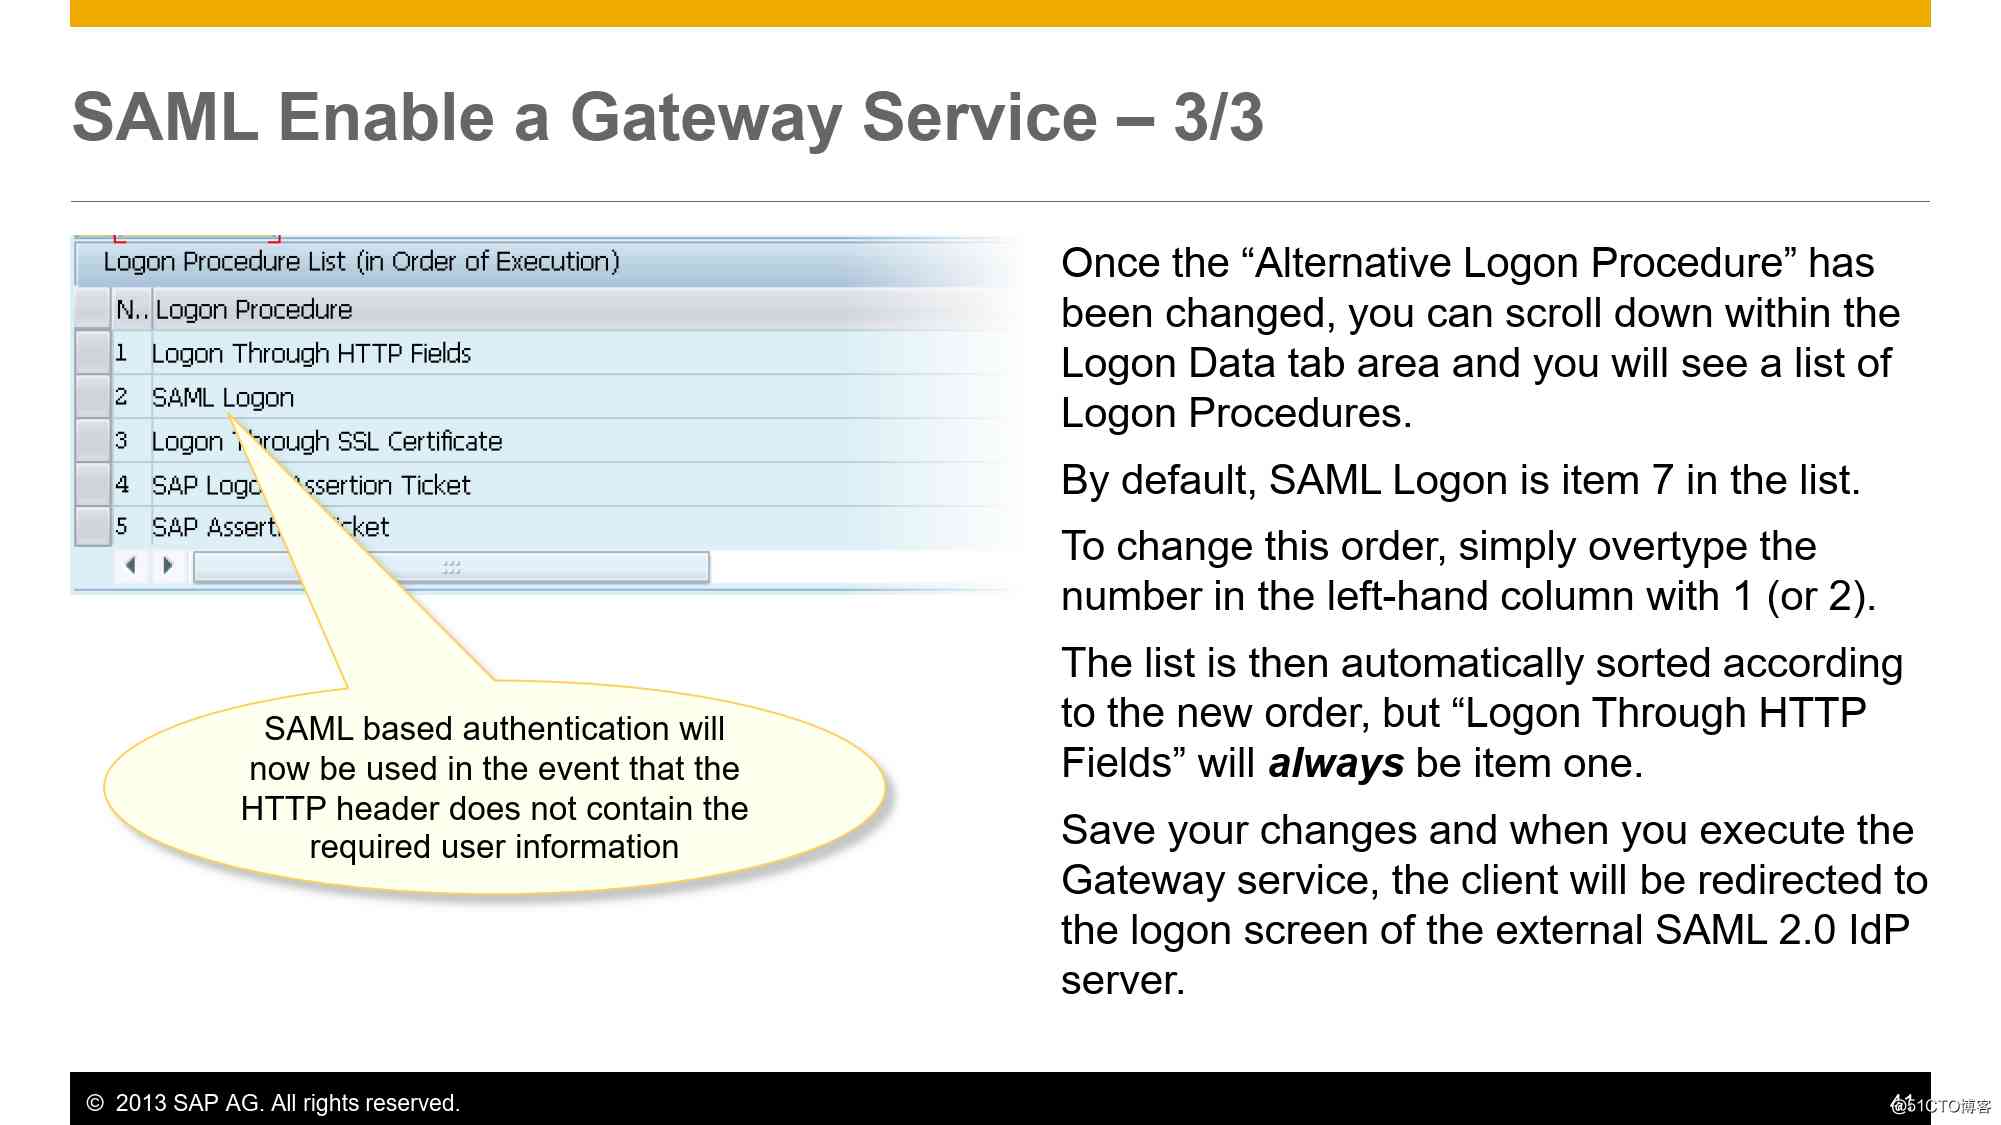 SAML Enable a Gateway Service – 3/3
Logon Procedure List (in Order of Execution)
N.. Logon Procedure
1 Logon Through HTTP Fields
2 SAML Logon
3 Logon Through SSL Certificate
4 SAP Logon Assertion Ticket
5 SAP Assertion Ticket
SAML based authentication will
now be used in the event that the
HTTP header does not contain the
required user information
Once the “Alternative Logon Procedure” has
been changed, you can scroll down within the
Logon Data tab area and you will see a list of
Logon Procedures.
By default, SAML Logon is item 7 in the list.
To change this order, simply overtype the
number in the left-hand column with 1 (or 2).
The list is then automatically sorted according
to the new order, but “Logon Through HTTP
Fields” will always be item one.
Save your changes and when you execute the
Gateway service, the client will be redirected to
the logon screen of the external SAML 2.0 IdP
server.
© 2013 SAP AG. All rights reserved.
41
@51CTO博客